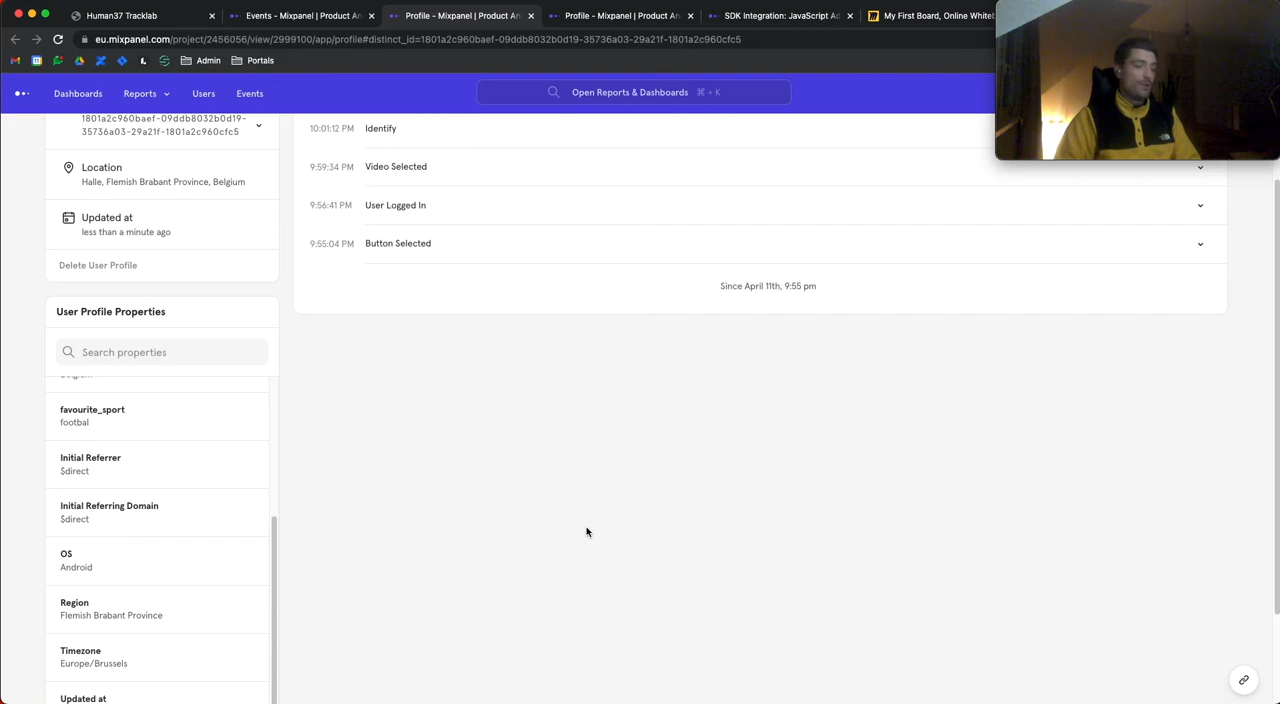 Human37 Tracklab
Events - Mixpanel | Product An
Profile - Mixpanel | Product An
Profile - Mixpanel | Product An
SDK Integration: JavaScript Ad
My First Board, Online Whiteb
eu.mixpanel.com/project/2456056/view/2999100/app/profile#distinct_id=1801a2c960baef-09ddb8032b0d19-35736a03-29a21f-1801a2c960cfc5
Admin
Portals
Dashboards
Reports
Users
Events
Open Reports & Dashboards ⌘ + K
1801a2c960baef-09ddb8032b0d19-
35736a03-29a21f-1801a2c960cfc5
Location
Halle, Flemish Brabant Province, Belgium
Updated at
less than a minute ago
Delete User Profile
User Profile Properties
Search properties
Belgium
favourite_sport
footbal
Initial Referrer
$direct
Initial Referring Domain
$direct
OS
Android
Region
Flemish Brabant Province
Timezone
Europe/Brussels
Updated at
10:01:12 PM Identify
9:59:34 PM Video Selected
9:56:41 PM User Logged In
9:55:04 PM Button Selected
Since April 11th, 9:55 pm